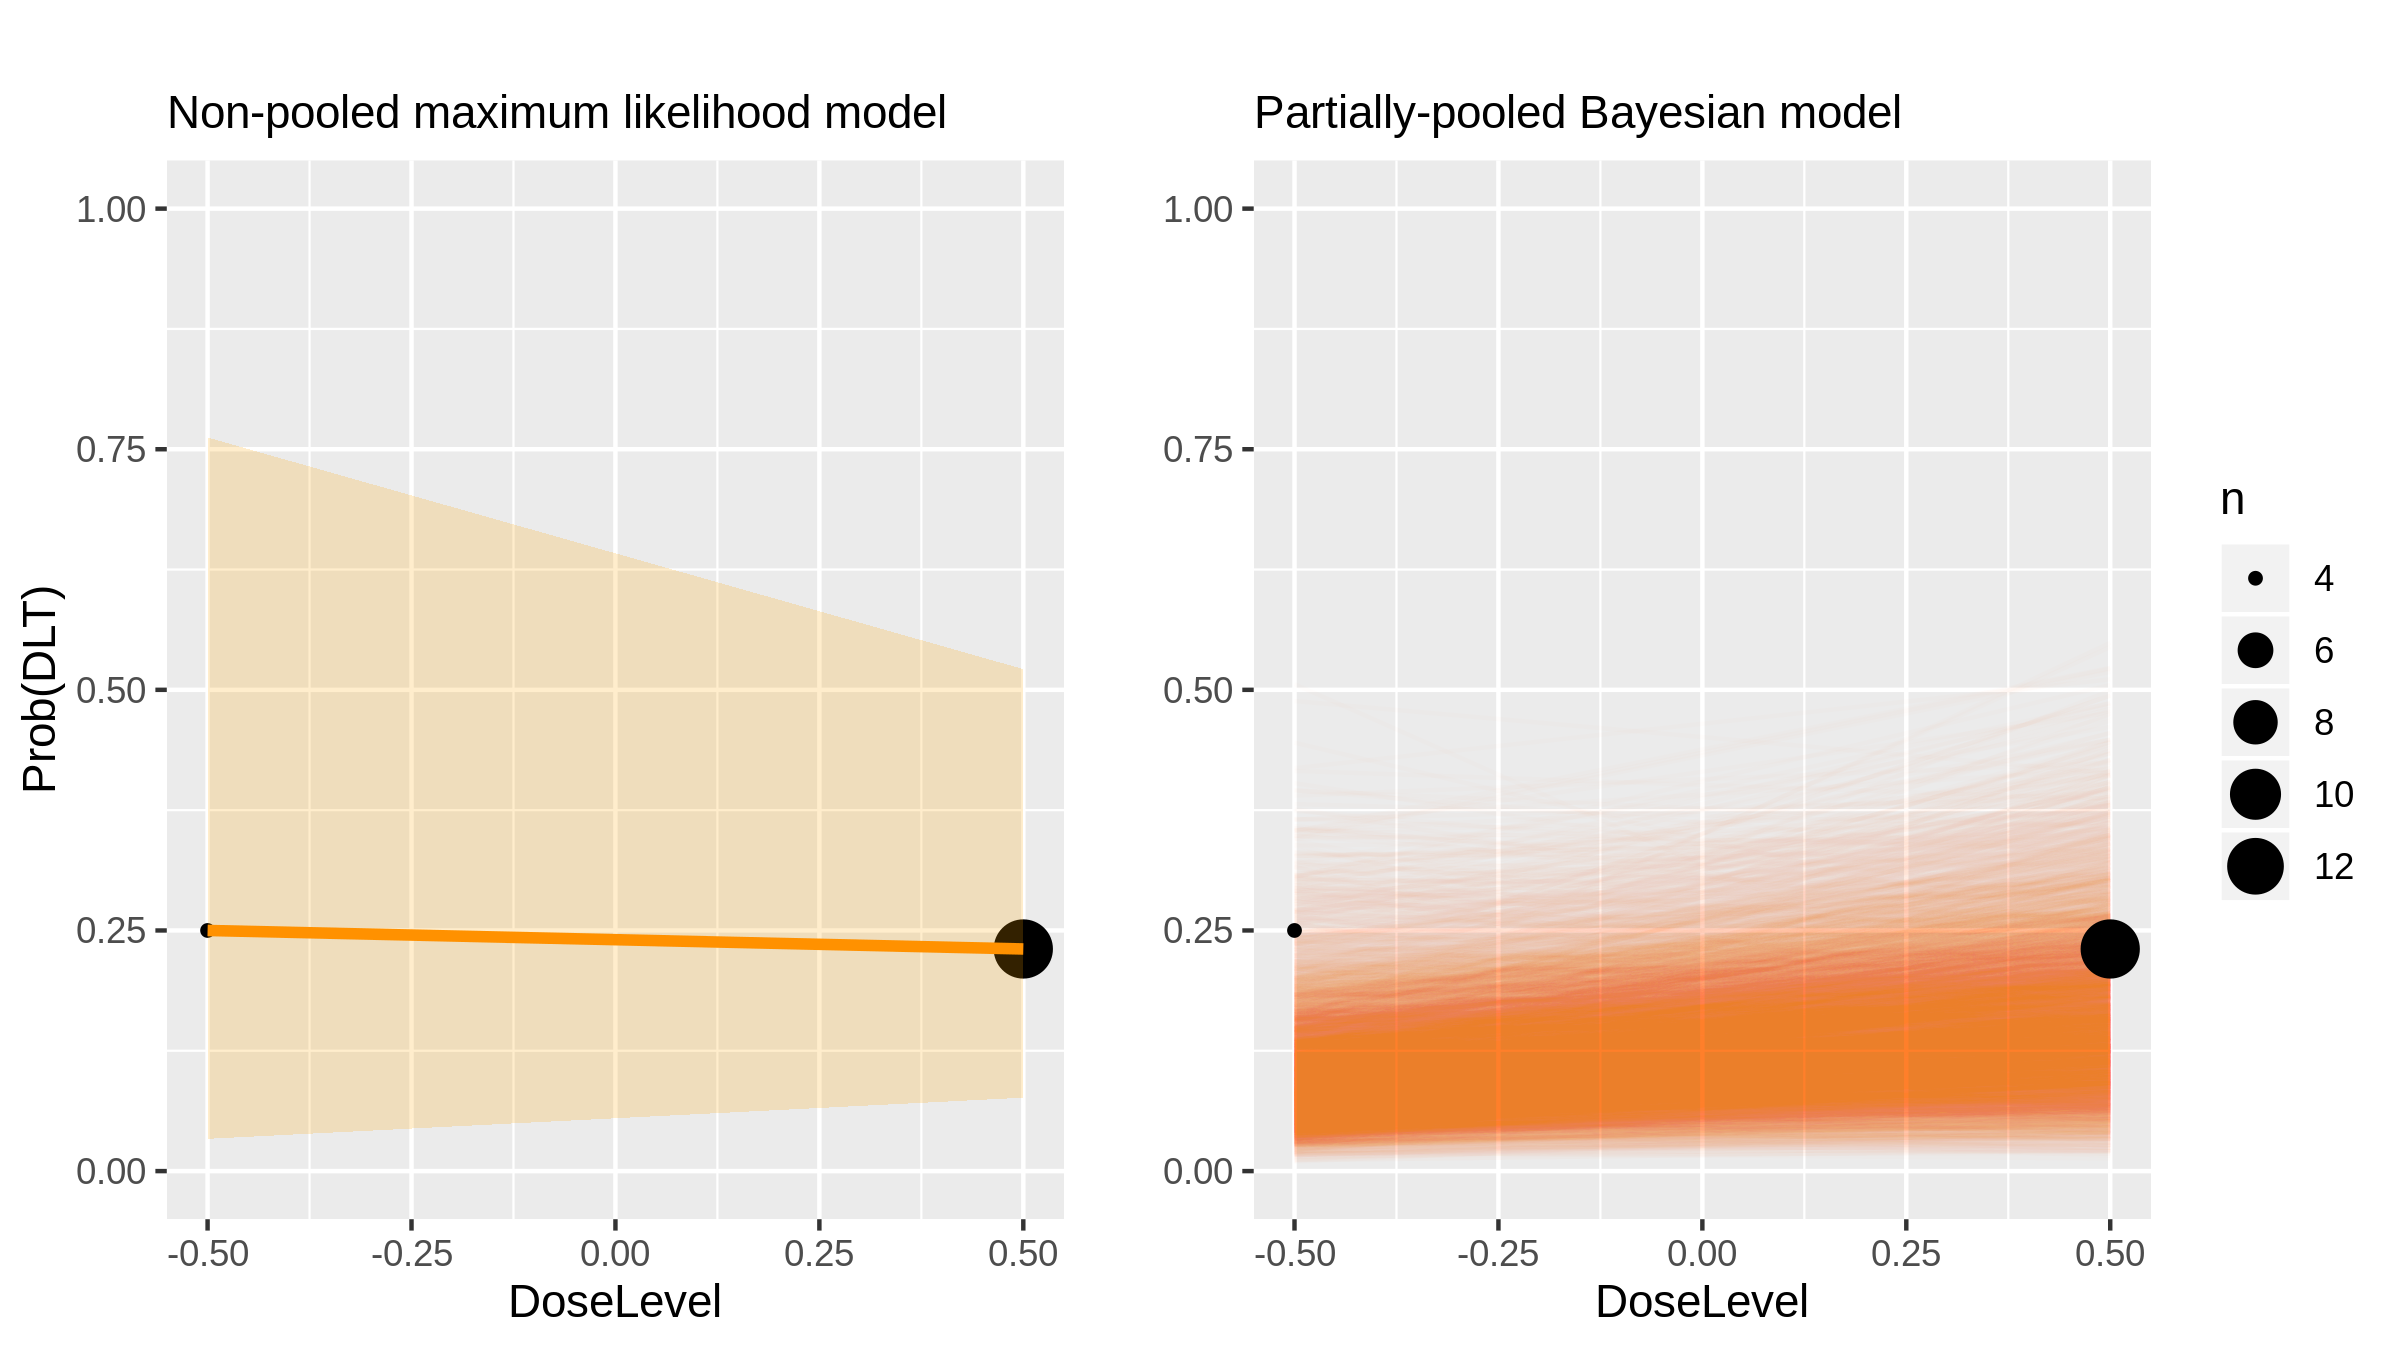 Non-pooled maximum likelihood model
Prob(DLT)
1.00
0.75
0.50
0.25
0.00
-0.50 -0.25 0.00 0.25 0.50
DoseLevel
Partially-pooled Bayesian model
1.00
0.75
0.50
0.25
0.00
-0.50 -0.25 0.00 0.25 0.50
DoseLevel
n
4
6
8
10
12